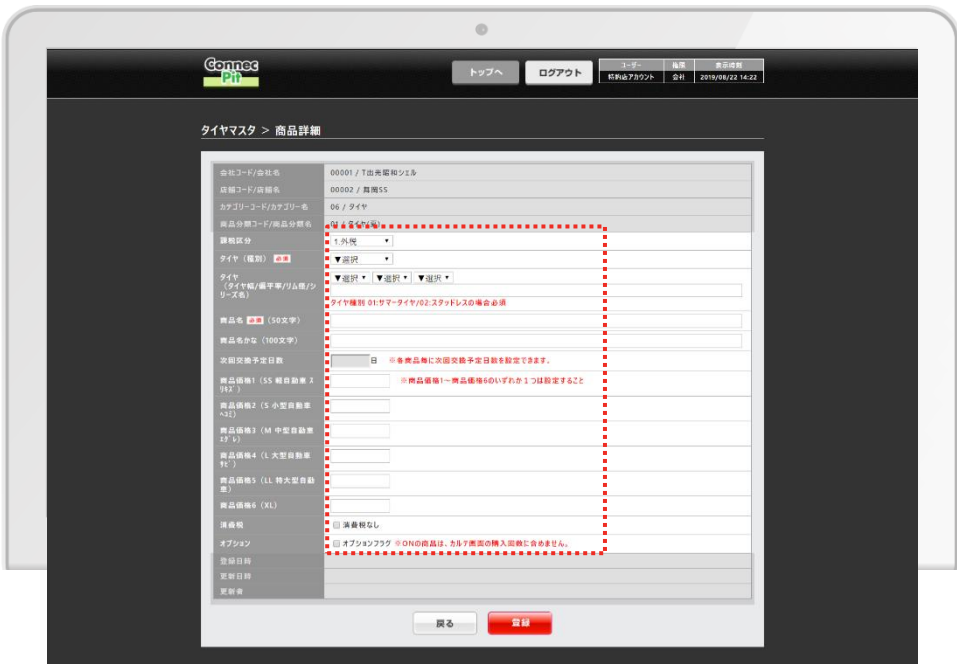 Connec
Pit
トップへ
ログアウト
ユーザー 権限 表示時刻
特約店アカウント 会社 2019/08/22 14:22
タイヤマスタ > 商品詳細
会社コード/会社名 00001 / T出光昭和シェル
店舗コード/店舗名 00002 / 舞岡SS
カテゴリーコード/カテゴリー名 06 / タイヤ
商品分類コード/商品分類名 01 / タイヤ
課税区分 1:外税 ▼
タイヤ（種別） 必須 ▼選択 ▼
タイヤ
（タイヤ幅/偏平率/リム径/シ
リーズ名）
▼選択 ▼ ▼選択 ▼ ▼選択 ▼
タイヤ種別 01:サマータイヤ/02:スタッドレスの場合必須
商品名 必須 (50文字)
商品名かな (100文字)
次回交換予定日数 日 ※各商品毎に次回交換予定日数を設定できます。
商品価格1 (SS 軽自動車 ス
※商品価格1～商品価格6のいずれか1つは設定すること
商品価格2 (S 小型自動車
商品価格3 (M 中型自動車
商品価格4 (L 大型自動車
商品価格5 (LL 特大型自動
車)
商品価格6 (XL)
消費税 消費税なし
オプション オプションフラグ ※ONの商品は、カルテ画面の購入回数に含めません。
登録日時
更新日時
更新者
戻る
登録